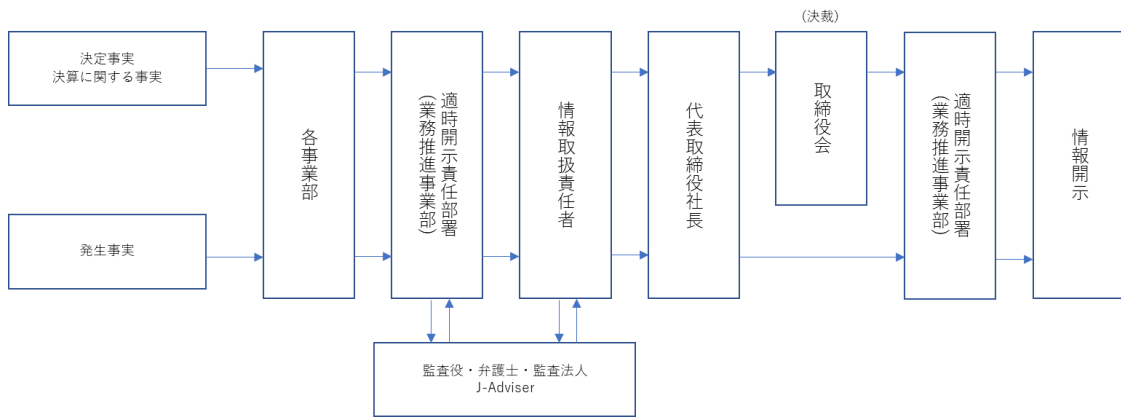 (決裁)
決定事実
決算に関する事実
発生事実
各事業部
適時開示責任部署
(業務推進事業部)
情報取扱責任者
代表取締役社長
取締役会
適時開示責任部署
(業務推進事業部)
情報開示
監査役・弁護士・監査法人
J-Adviser